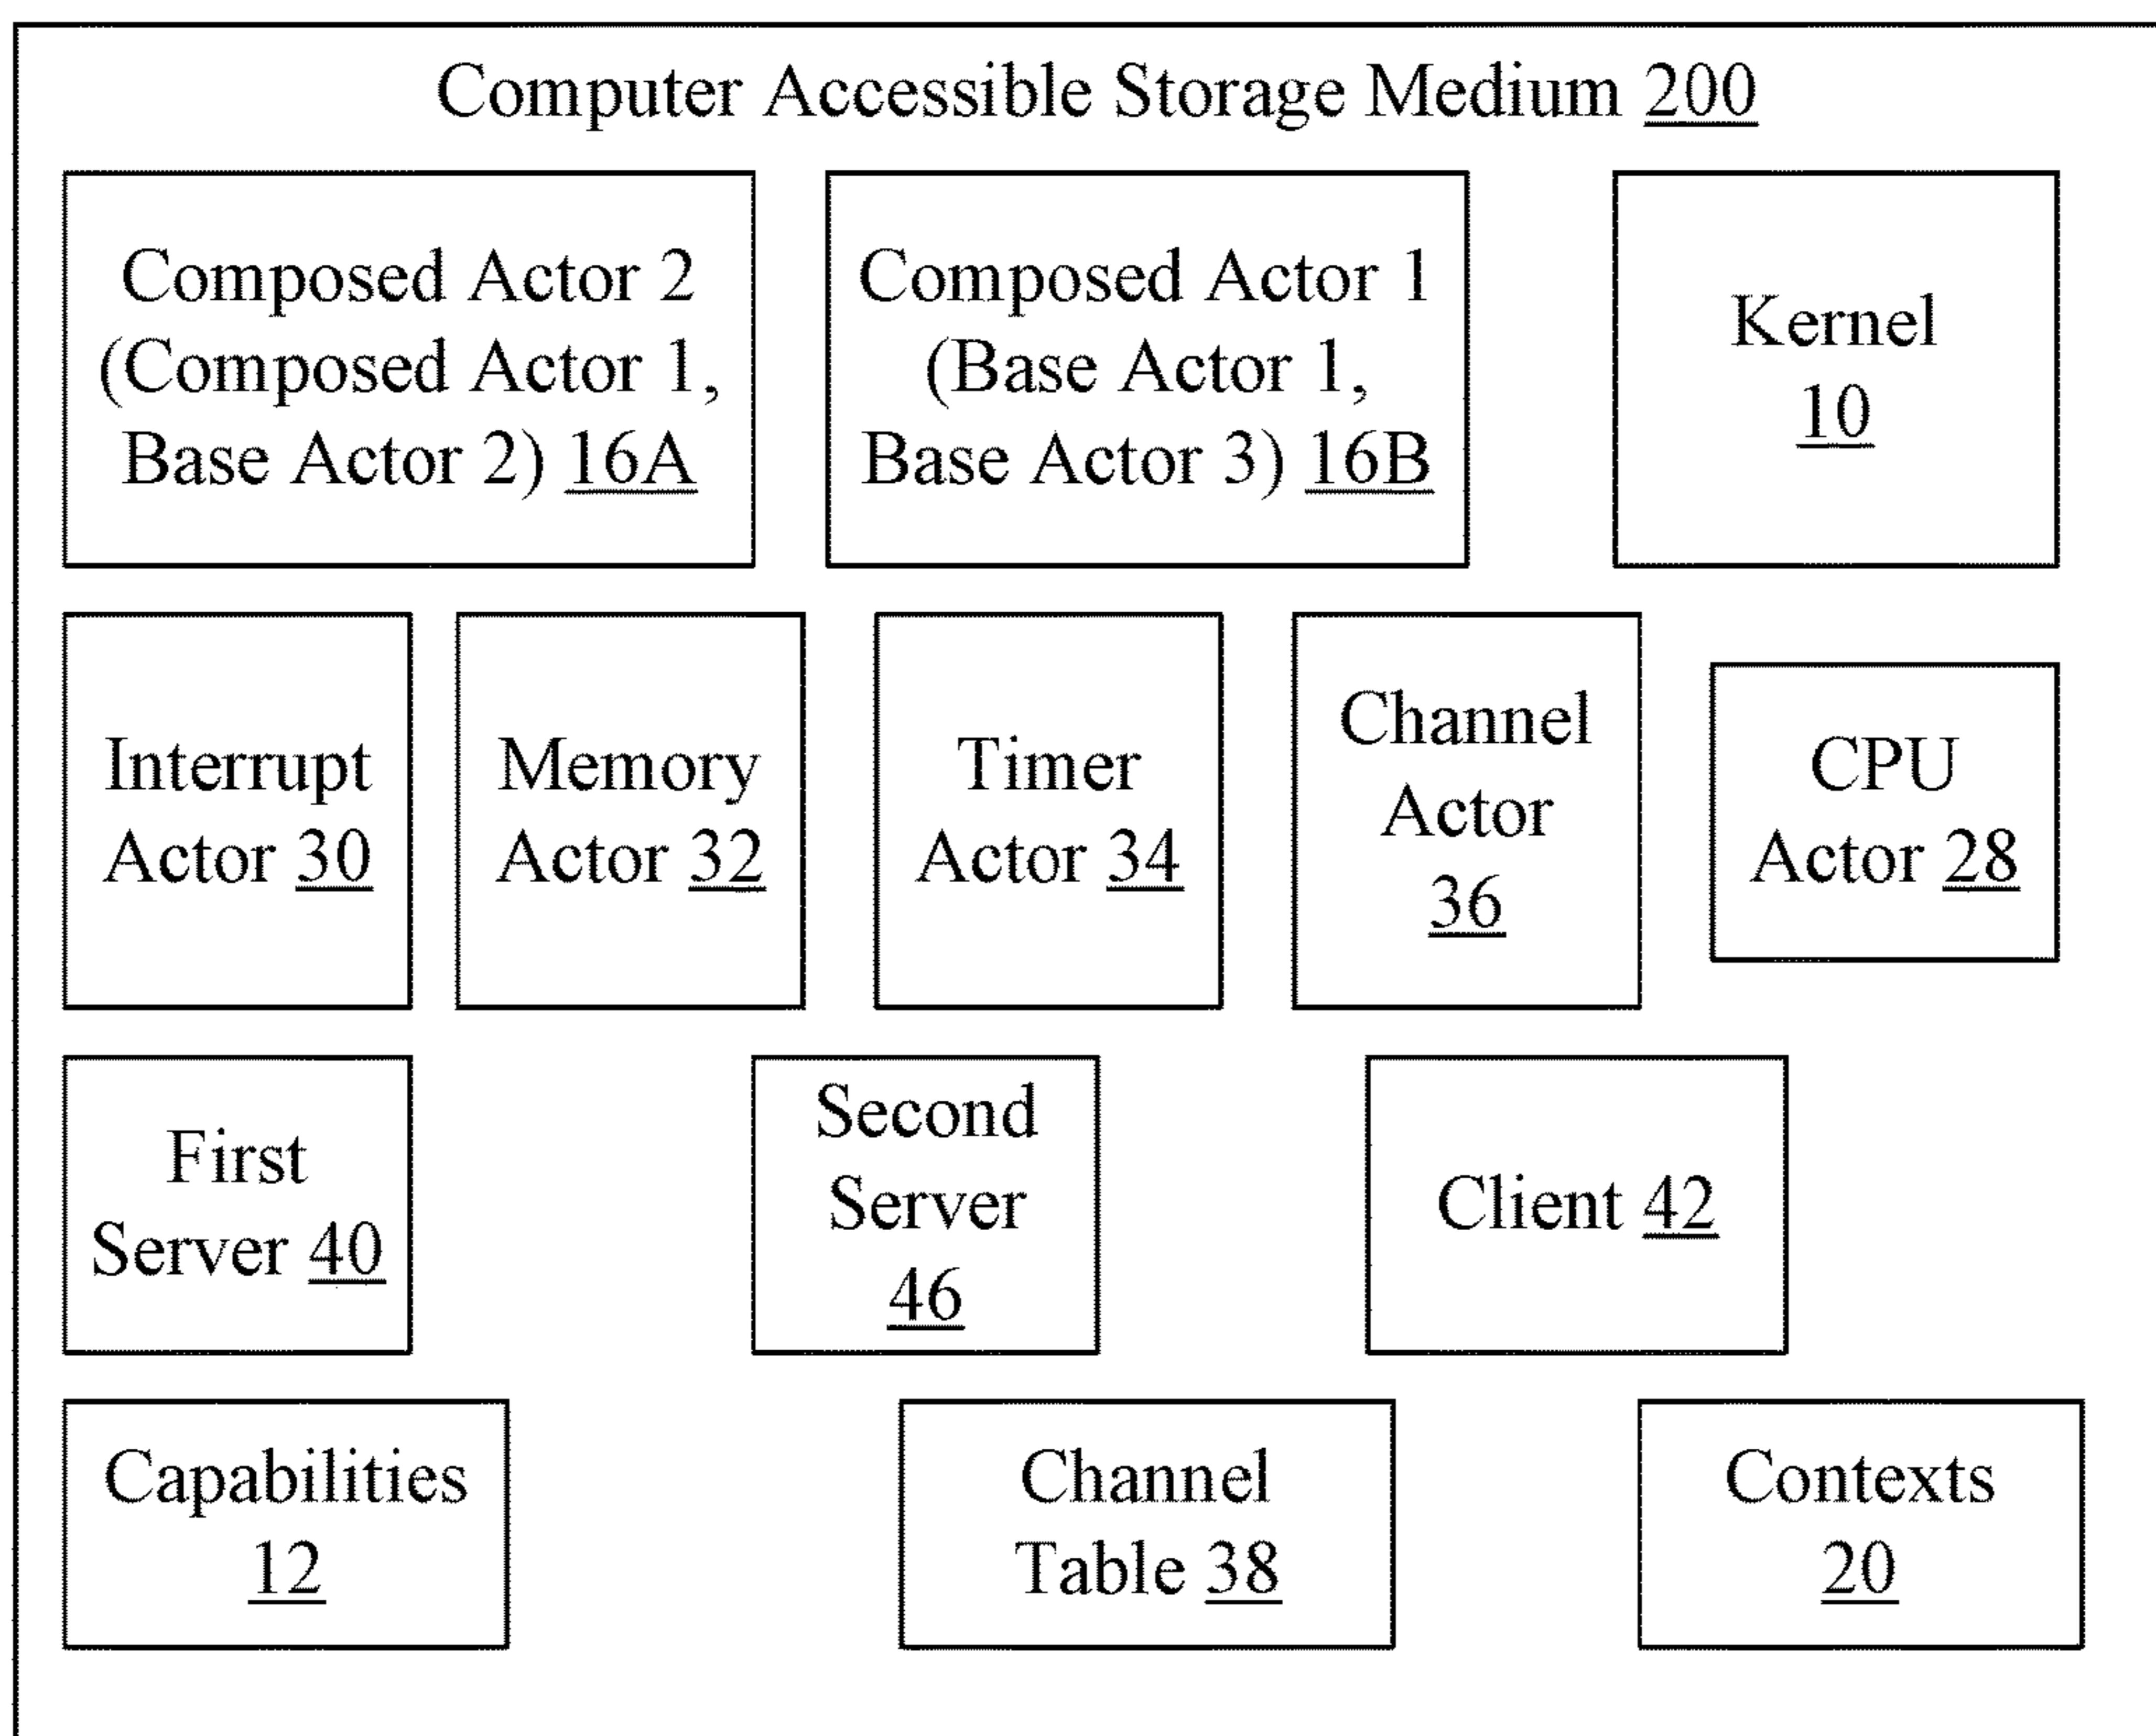 Computer Accessible Storage Medium 200
Composed Actor 2
(Composed Actor 1,
Base Actor 2) 16A
Composed Actor 1
(Base Actor 1,
Base Actor 3) 16B
Kernel
10
Interrupt
Actor 30
Memory
Actor 32
Timer
Actor 34
Channel
Actor
36
CPU
Actor 28
First
Server 40
Second
Server
46
Client 42
Capabilities
12
Channel
Table 38
Contexts
20